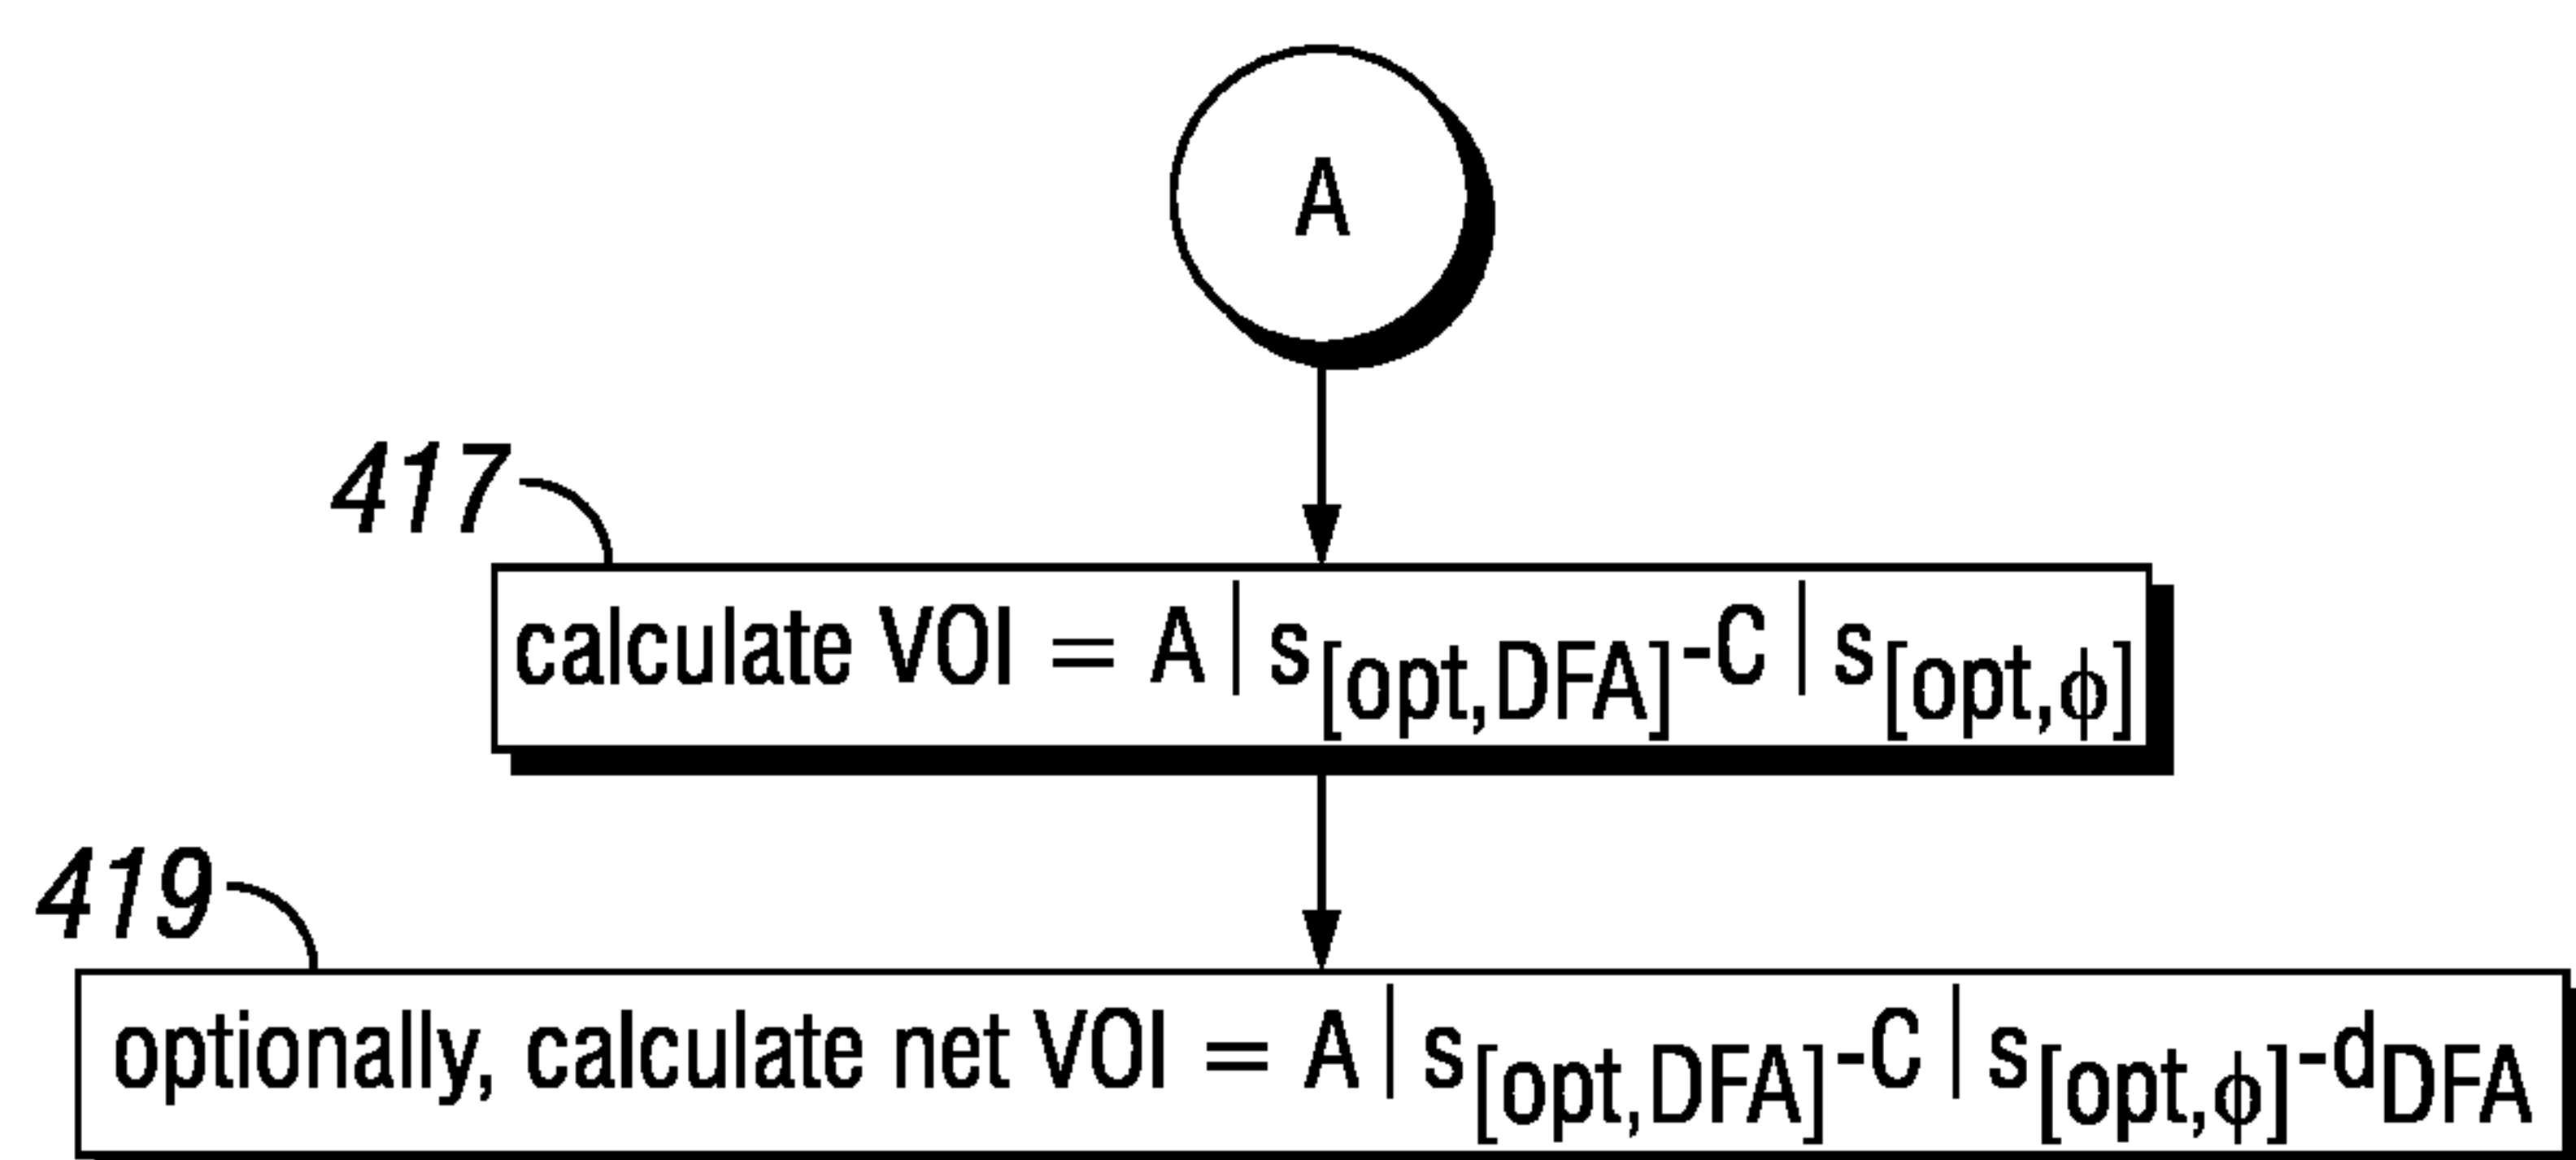 A
417
calculate VOI = A | s[opt,DFA]-C | s[opt,ϕ]
419
optionally, calculate net VOI = A | s[opt,DFA]-C | s[opt,ϕ]-dDFA